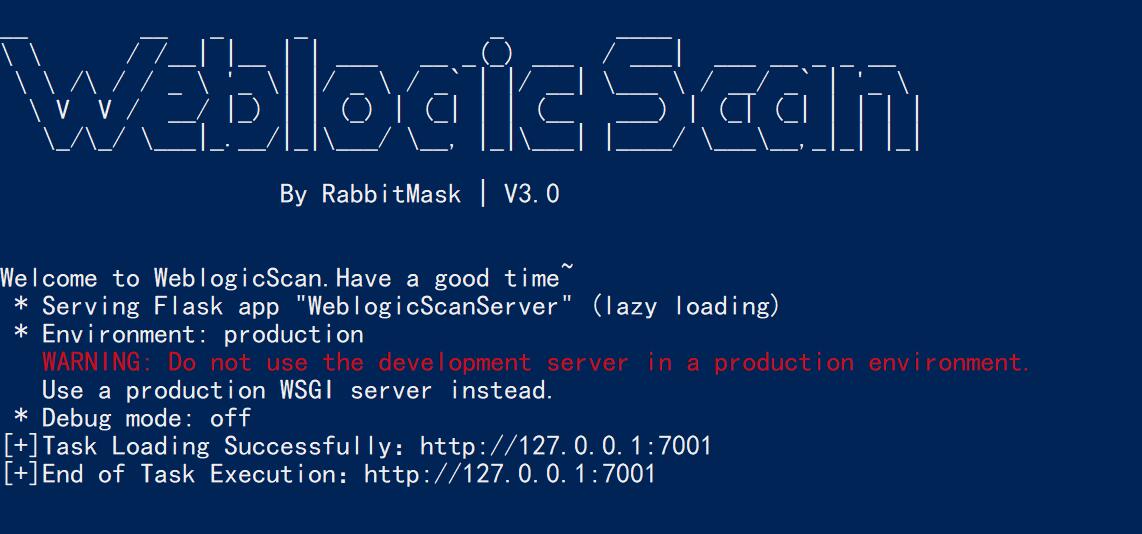 Weblogic Scan
By RabbitMask | V3.0
Welcome to WeblogicScan.Have a good time~
* Serving Flask app "WeblogicScanServer" (lazy loading)
* Environment: production
WARNING: Do not use the development server in a production environment.
Use a production WSGI server instead.
* Debug mode: off
[+]Task Loading Successfully：http://127.0.0.1:7001
[+]End of Task Execution：http://127.0.0.1:7001